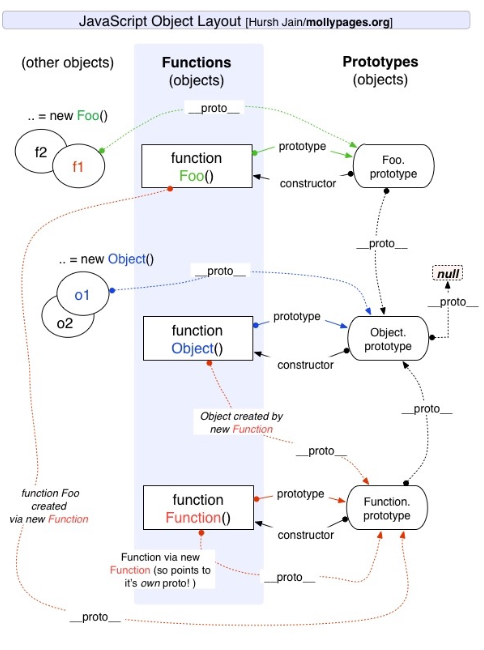 JavaScript Object Layout [Hursh Jain/mollypages.org]
(other objects)
Functions
(objects)
Prototypes
(objects)
.. = new Foo()
__proto__
f2
f1
function
Foo()
prototype
constructor
Foo.
prototype
__proto__
.. = new Object()
__proto__
null
__proto__
o1
o2
function
Object()
prototype
constructor
Object.
prototype
Object created by
new Function
__proto__
__proto__
function Foo
created
via new Function
function
Function()
prototype
constructor
Function.
prototype
Function via new
Function (so points to
it's own proto! )
__proto__
__proto__